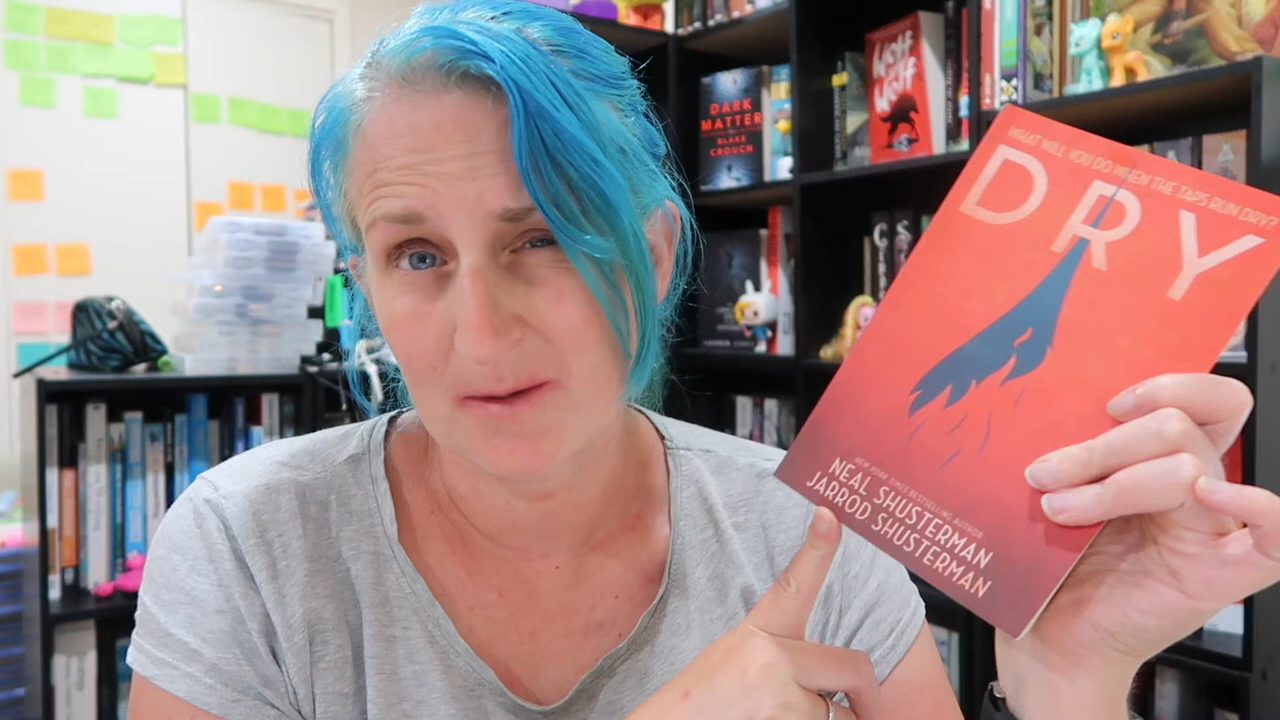 DARK
MATTER
BLAKE
CROUCH
Wolf
by Wolf
WHAT WILL YOU DO WHEN THE TAPS RUN DRY?
DRY
NEW YORK TIMES BESTSELLING AUTHOR
NEAL SHUSTERMAN
JARROD SHUSTERMAN